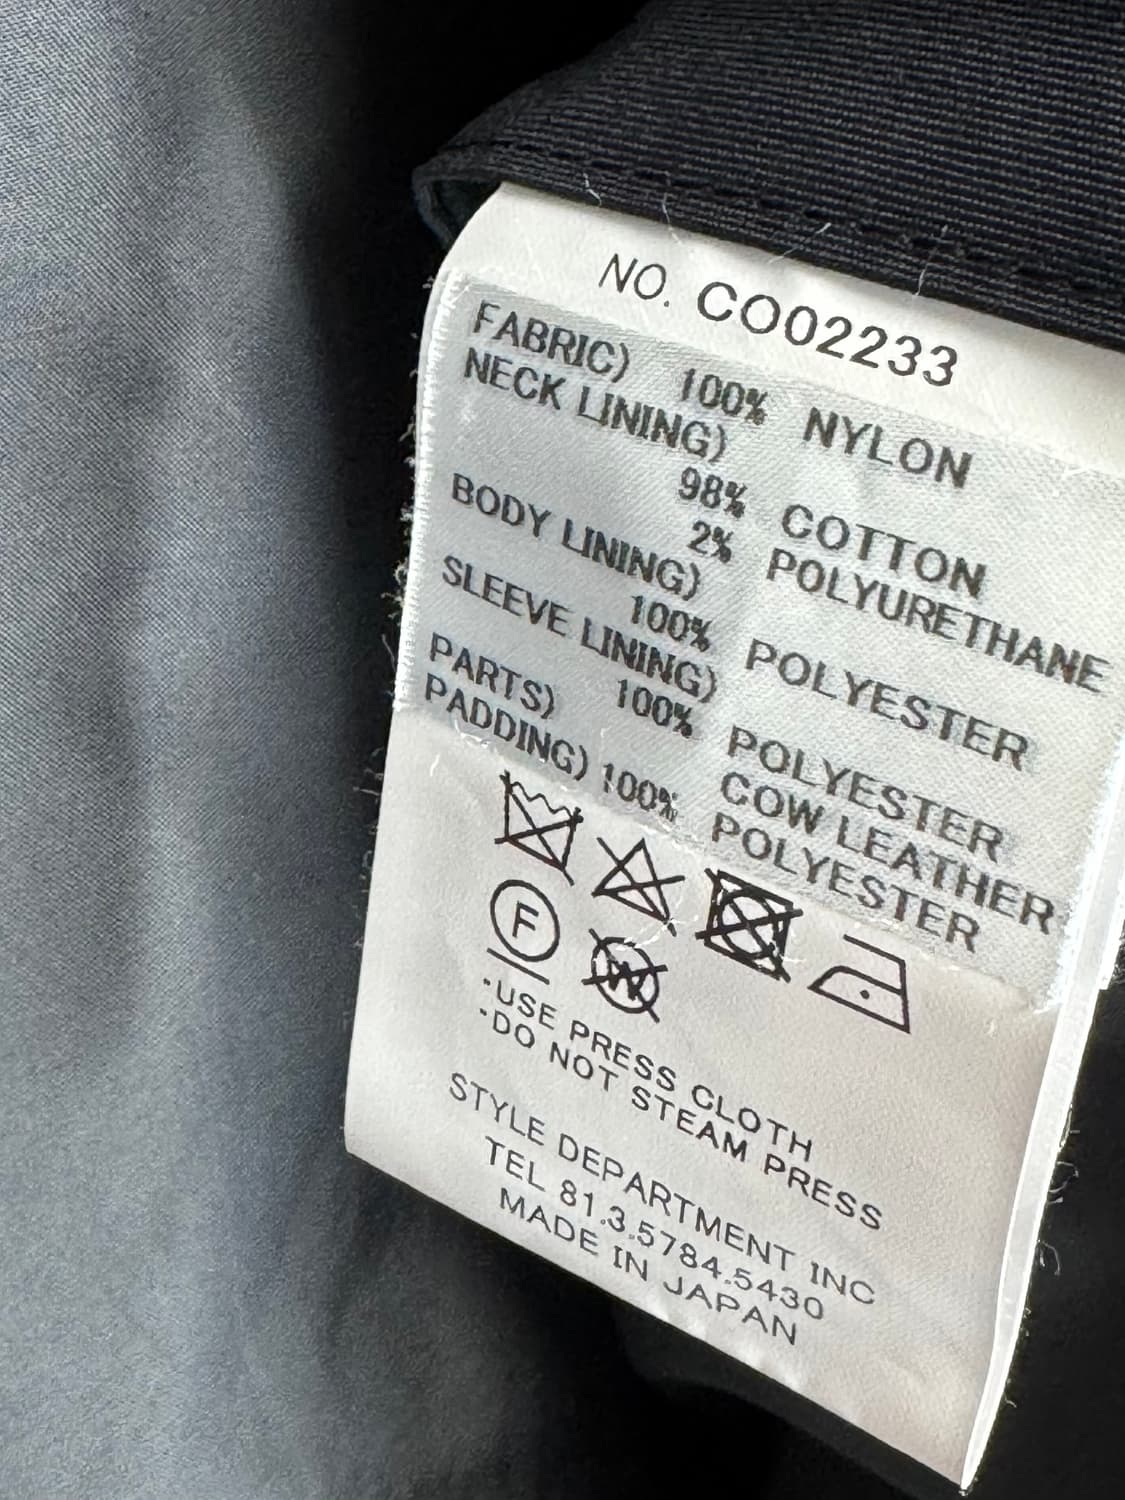 NO. CO02233
FABRIC) 100% NYLON
NECK LINING)
98% COTTON
2% POLYURETHANE
BODY LINING)
100% POLYESTER
SLEEVE LINING)
100% POLYESTER
PARTS) COW LEATHER
PADDING) 100% POLYESTER
F
W
·USE PRESS CLOTH
·DO NOT STEAM PRESS
STYLE DEPARTMENT INC
TEL 81.3.5784.5430
MADE IN JAPAN